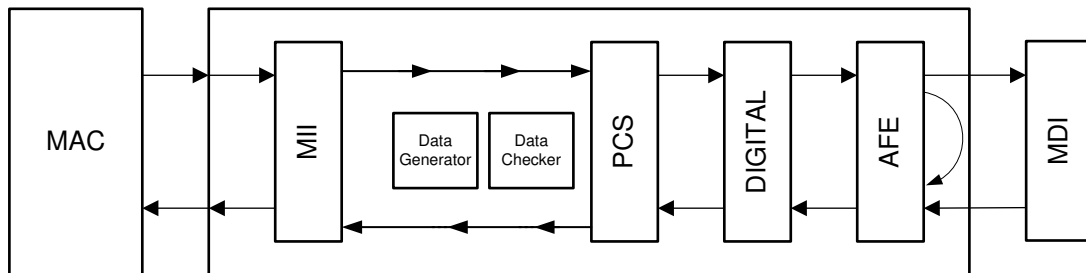 MAC
MII
Data
Generator
Data
Checker
PCS
DIGITAL
AFE
MDI